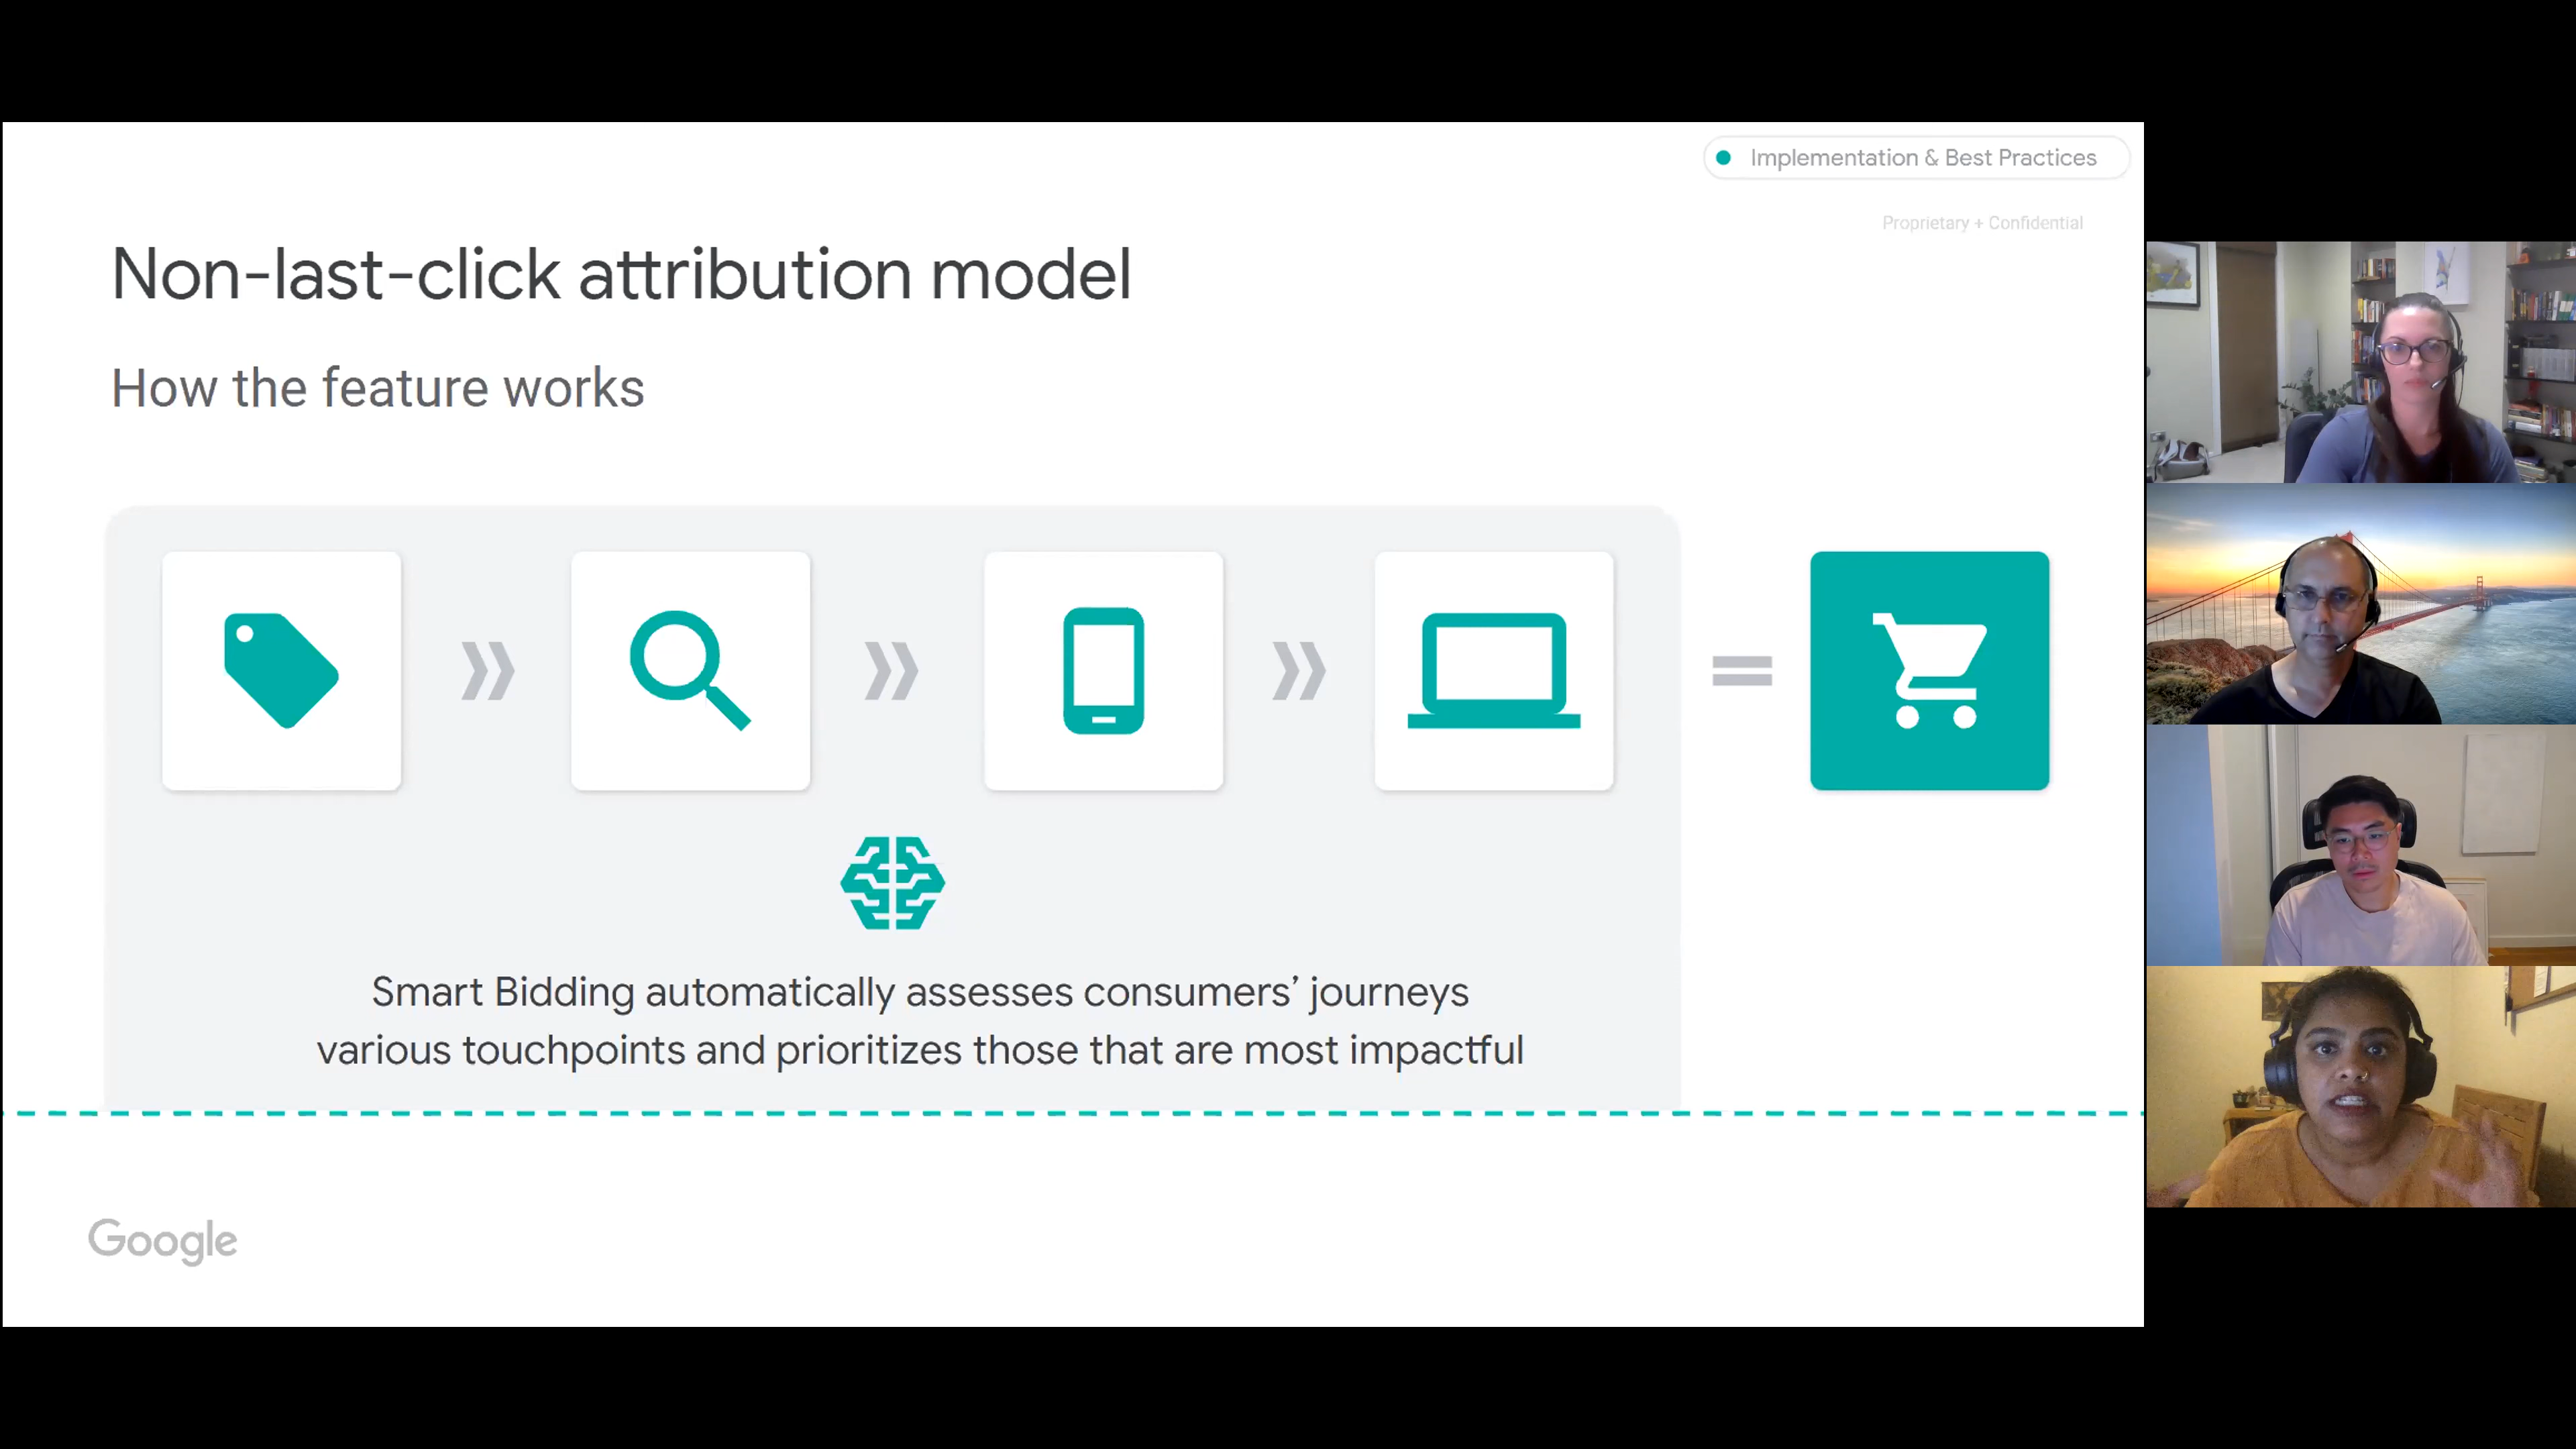 Implementation & Best Practices
Proprietary + Confidential
Non-last-click attribution model
How the feature works
Smart Bidding automatically assesses consumers’ journeys
various touchpoints and prioritizes those that are most impactful
Google